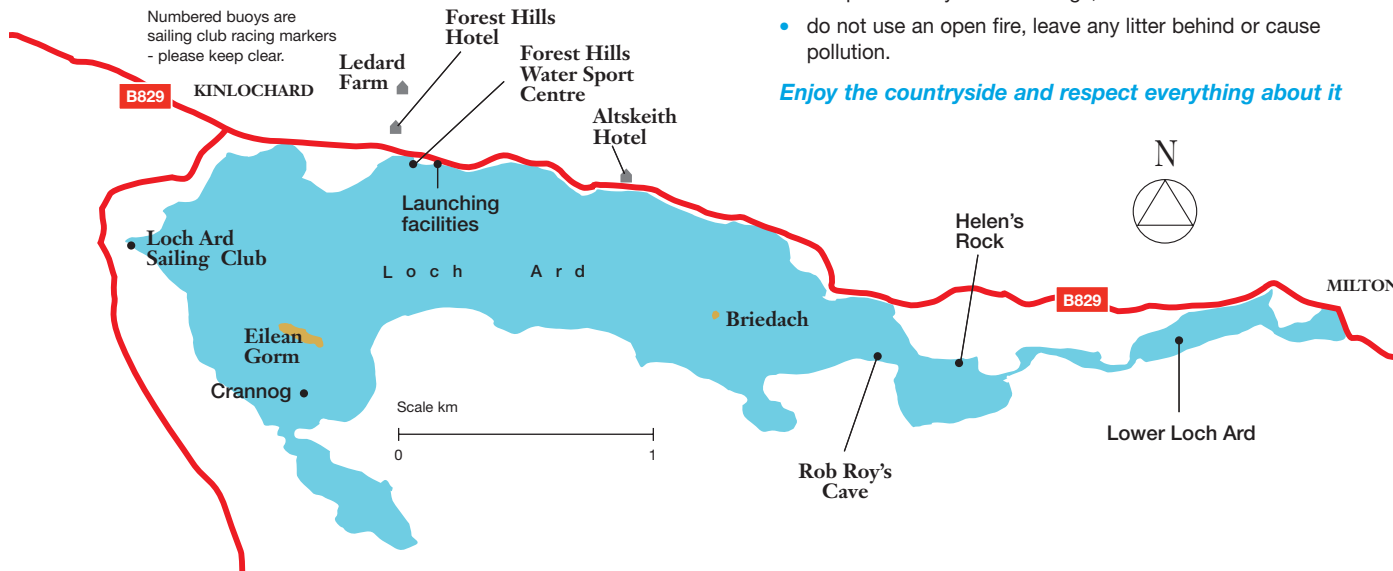 Numbered buoys are
sailing club racing markers
- please keep clear.
• do not use an open fire, leave any litter behind or cause
pollution.
Enjoy the countryside and respect everything about it
Forest Hills
Hotel
Forest Hills
Water Sport
Centre
Ledard
Farm
B829
KINLOCHARD
Altskeith
Hotel
N
Launching
facilities
Helen's
Rock
Loch Ard
Sailing Club
Loch Ard
B829
MILTON
Eilean
Gorm
Briedach
Crannog
Scale km
0 1
Lower Loch Ard
Rob Roy's
Cave